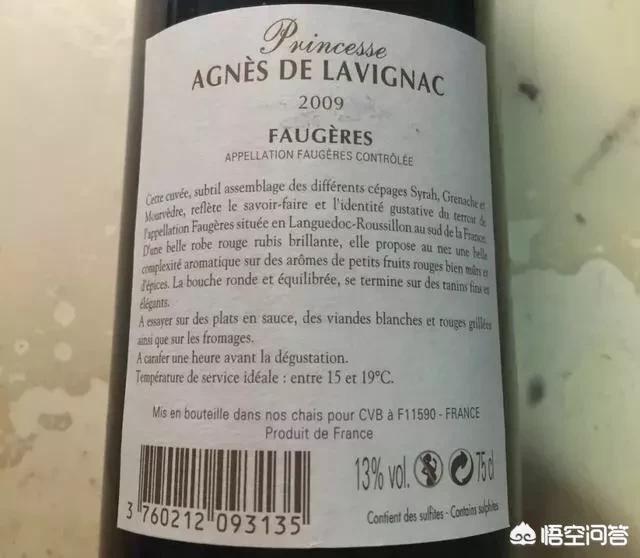 Princesse
AGNÈS DE LAVIGNAC
2009
FAUGÈRES
APPELLATION FAUGÈRES CONTRÔLÉE
Cette cuvée, subtil assemblage des différents cépages Syrah, Grenache et
Mourvèdre, reflète le savoir-faire et l'identité gustative du terroir de
l'appellation Faugères située en Languedoc-Roussillon au sud de la France.
D'une belle robe rouge rubis brillante, elle propose au nez une belle
complexité aromatique sur des arômes de petits fruits rouges bien mûrs et
d'épices. La bouche ronde et équilibrée, se termine sur des tanins fins et
élégants.
A essayer sur des plats en sauce, des viandes blanches et rouges grillées
ainsi que sur les fromages.
A carafer une heure avant la dégustation.
Température de service idéale : entre 15 et 19°C.
Mis en bouteille dans nos chais pour CVB à F11590 - FRANCE
Produit de France
13% vol. 75 cl
3 760212 093135
Contient des sulfites - Contains sulphites
悟空问答